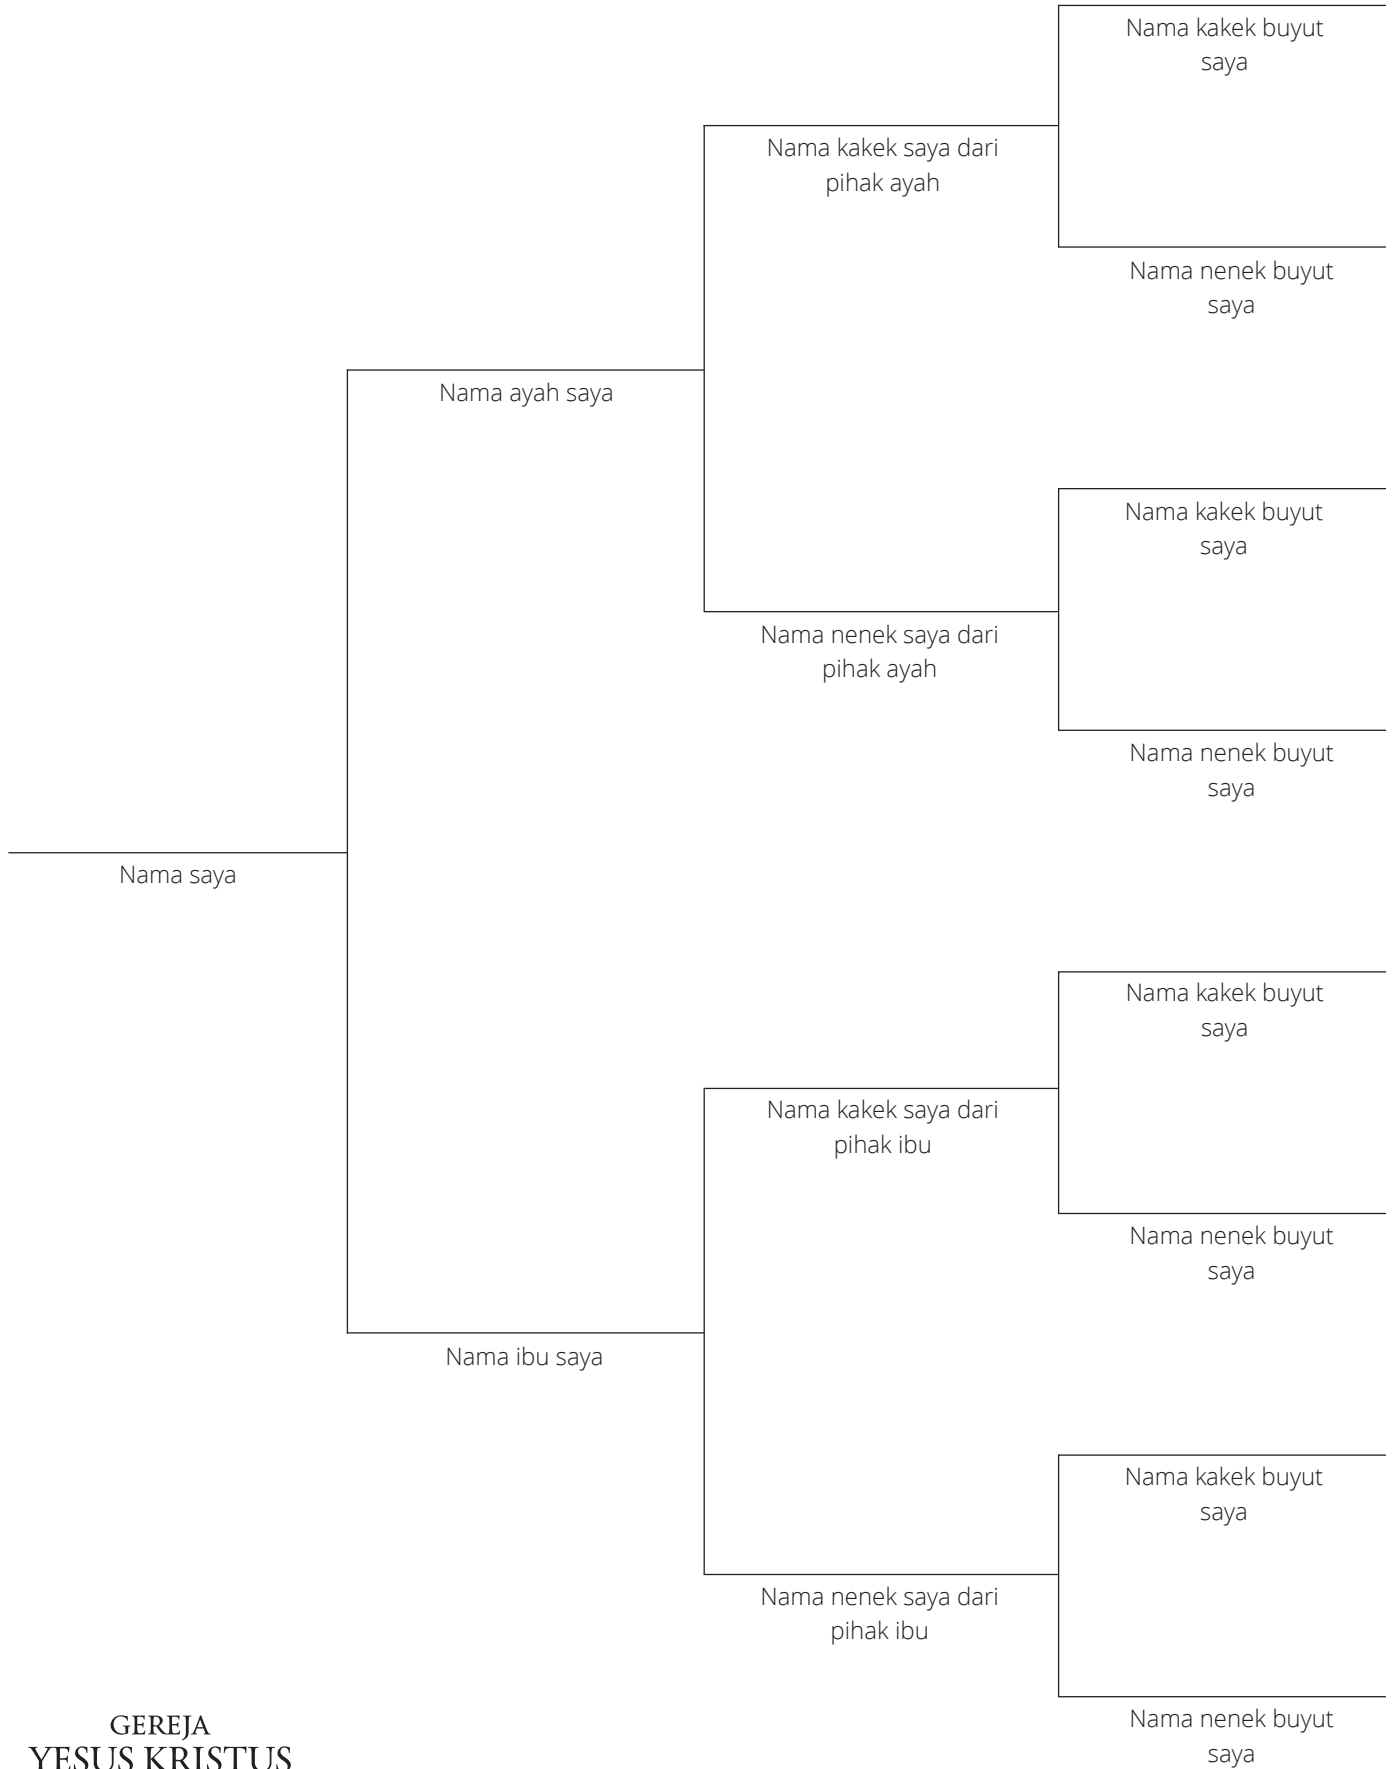 Nama kakek buyut
saya
Nama kakek saya dari
pihak ayah
Nama nenek buyut
saya
Nama ayah saya
Nama kakek buyut
saya
Nama nenek saya dari
pihak ayah
Nama nenek buyut
saya
Nama saya
Nama kakek buyut
saya
Nama kakek saya dari
pihak ibu
Nama nenek buyut
saya
Nama ibu saya
Nama kakek buyut
saya
Nama nenek saya dari
pihak ibu
Nama nenek buyut
saya
GEREJA
YESUS KRISTUS